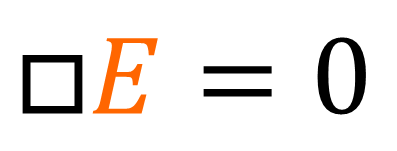 □E = 0